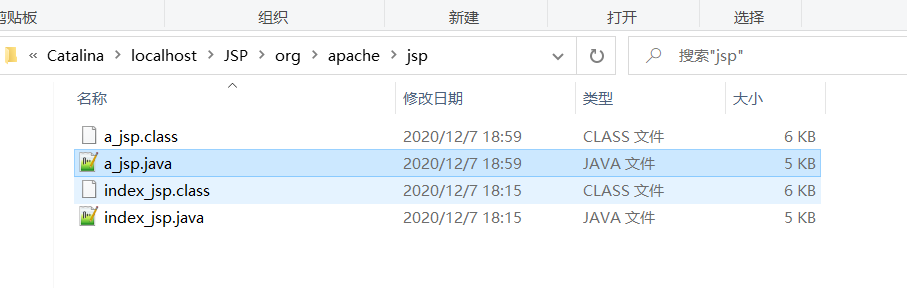 剪贴板 组织 新建 打开 选择
« Catalina › localhost › JSP › org › apache › jsp 搜索"jsp"
名称 修改日期 类型 大小
a_jsp.class 2020/12/7 18:59 CLASS 文件 6 KB
a_jsp.java 2020/12/7 18:59 JAVA 文件 5 KB
index_jsp.class 2020/12/7 18:15 CLASS 文件 6 KB
index_jsp.java 2020/12/7 18:15 JAVA 文件 5 KB